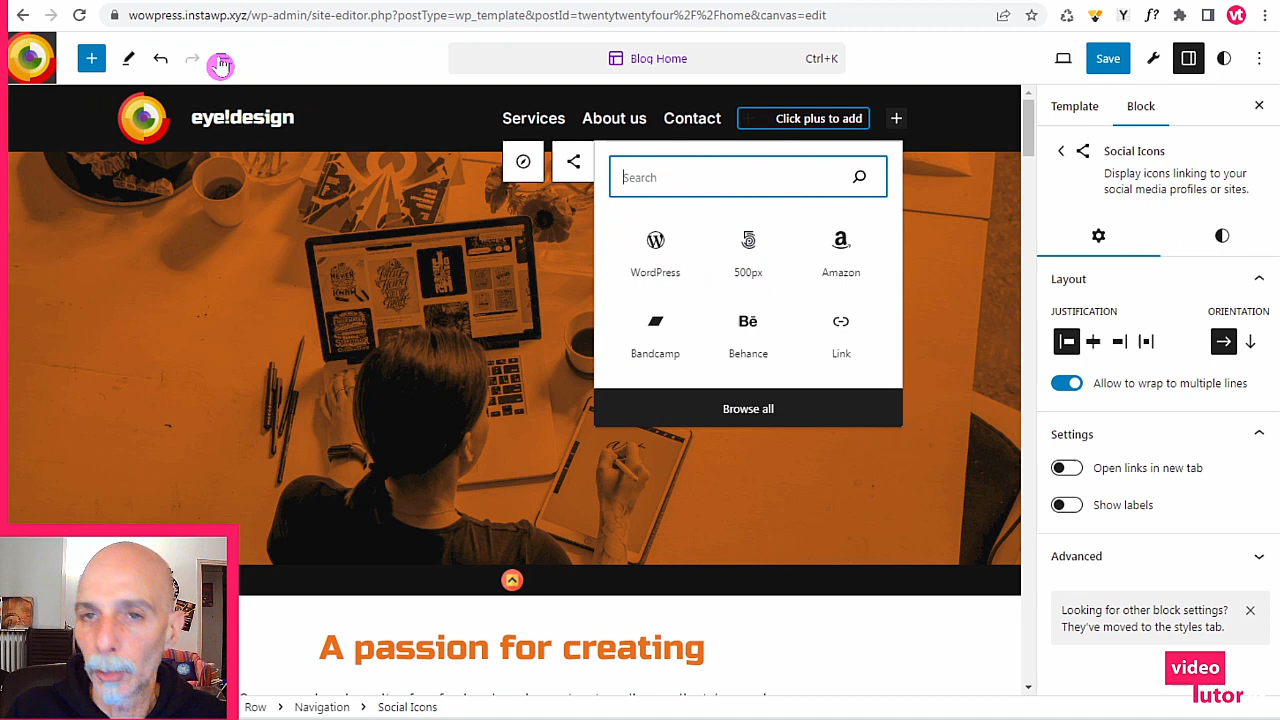 wowpress.instawp.xyz/wp-admin/site-editor.php?postType=wp_template&postId=twentytwentyfour%2F%2Fhome&canvas=edit
Y
f?
vt
Blog Home
Ctrl+K
Save
eye!design
Services
About us
Contact
Click plus to add
Search
WordPress
500px
Amazon
Bandcamp
Bē
Behance
Link
Browse all
A passion for creating
Row
Navigation
Social Icons
Template
Block
Social Icons
Display icons linking to your
social media profiles or sites.
Layout
JUSTIFICATION
ORIENTATION
Allow to wrap to multiple lines
Settings
Open links in new tab
Show labels
Advanced
Looking for other block settings?
They've moved to the styles tab.
video
Tutor